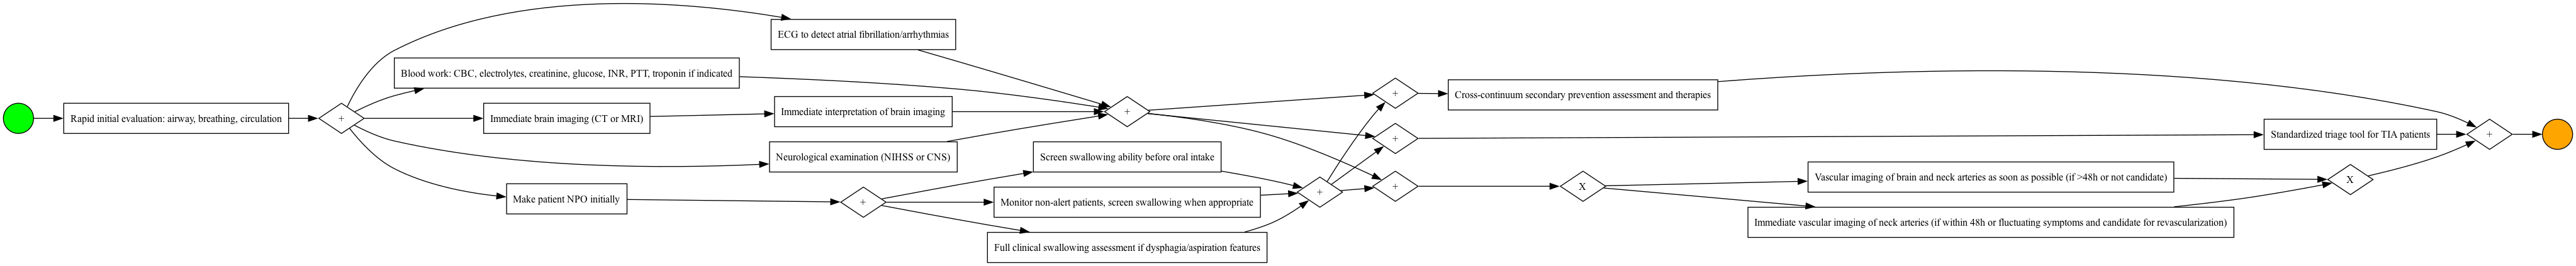 Rapid initial evaluation: airway, breathing, circulation
+
ECG to detect atrial fibrillation/arrhythmias
Blood work: CBC, electrolytes, creatinine, glucose, INR, PTT, troponin if indicated
Immediate brain imaging (CT or MRI)
Immediate interpretation of brain imaging
Neurological examination (NIHSS or CNS)
Make patient NPO initially
+
Screen swallowing ability before oral intake
Monitor non-alert patients, screen swallowing when appropriate
Full clinical swallowing assessment if dysphagia/aspiration features
+
+
+
+
+
Cross-continuum secondary prevention assessment and therapies
X
Vascular imaging of brain and neck arteries as soon as possible (if >48h or not candidate)
Immediate vascular imaging of neck arteries (if within 48h or fluctuating symptoms and candidate for revascularization)
Standardized triage tool for TIA patients
X
+